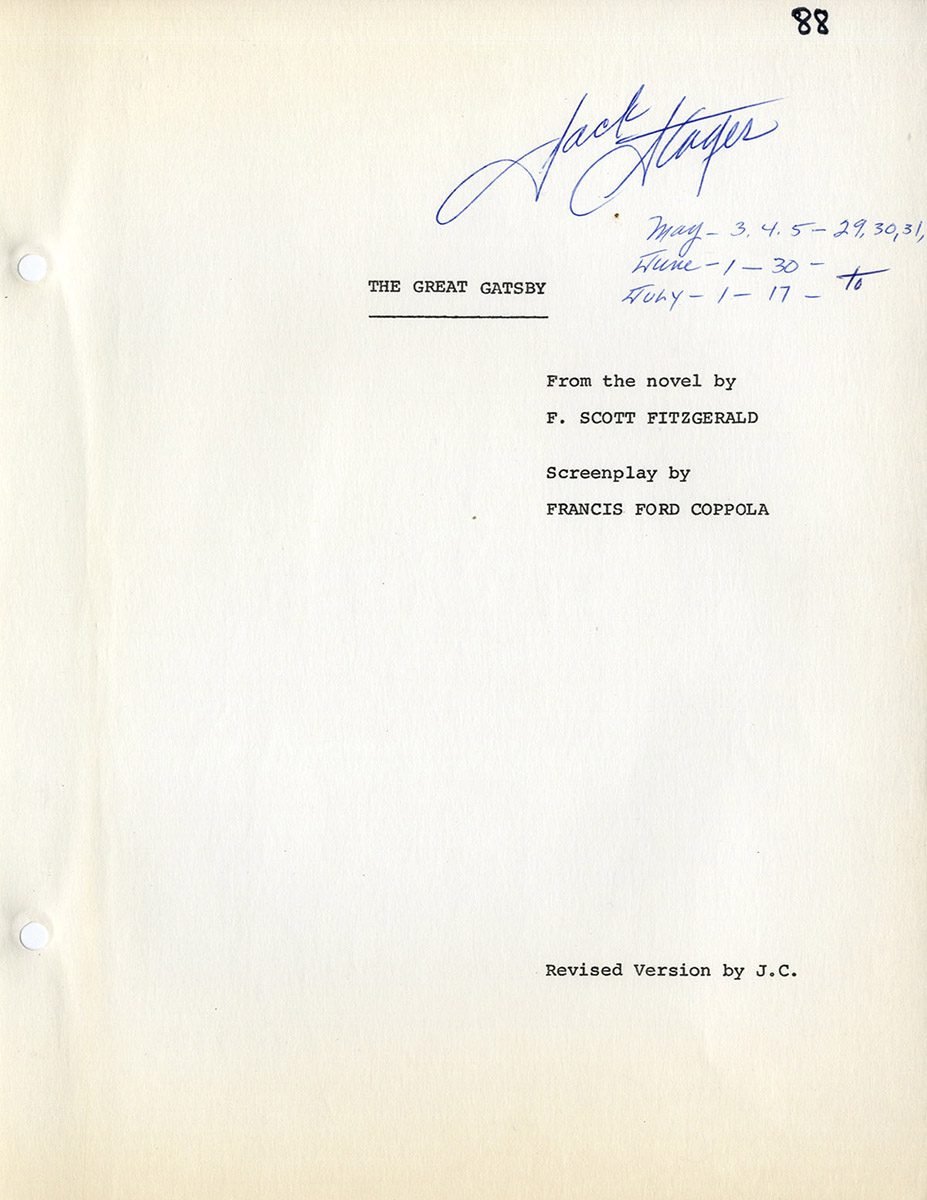 88
Jack Stager
May - 3. 4. 5 - 29, 30, 31,
June - 1 - 30 -
to
July - 1 - 17 -
THE GREAT GATSBY
From the novel by
F. SCOTT FITZGERALD
Screenplay by
FRANCIS FORD COPPOLA
Revised Version by J.C.